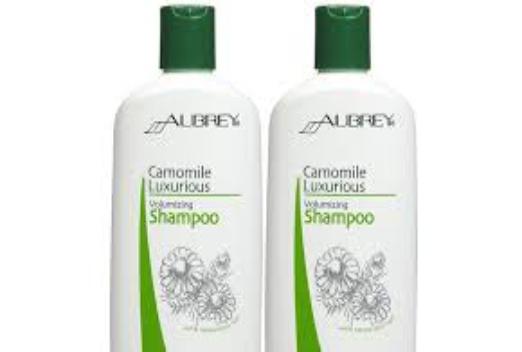 AUBREY
Camomile
Luxurious
Volumizing
Shampoo
AUBREY
Camomile
Luxurious
Volumizing
Shampoo